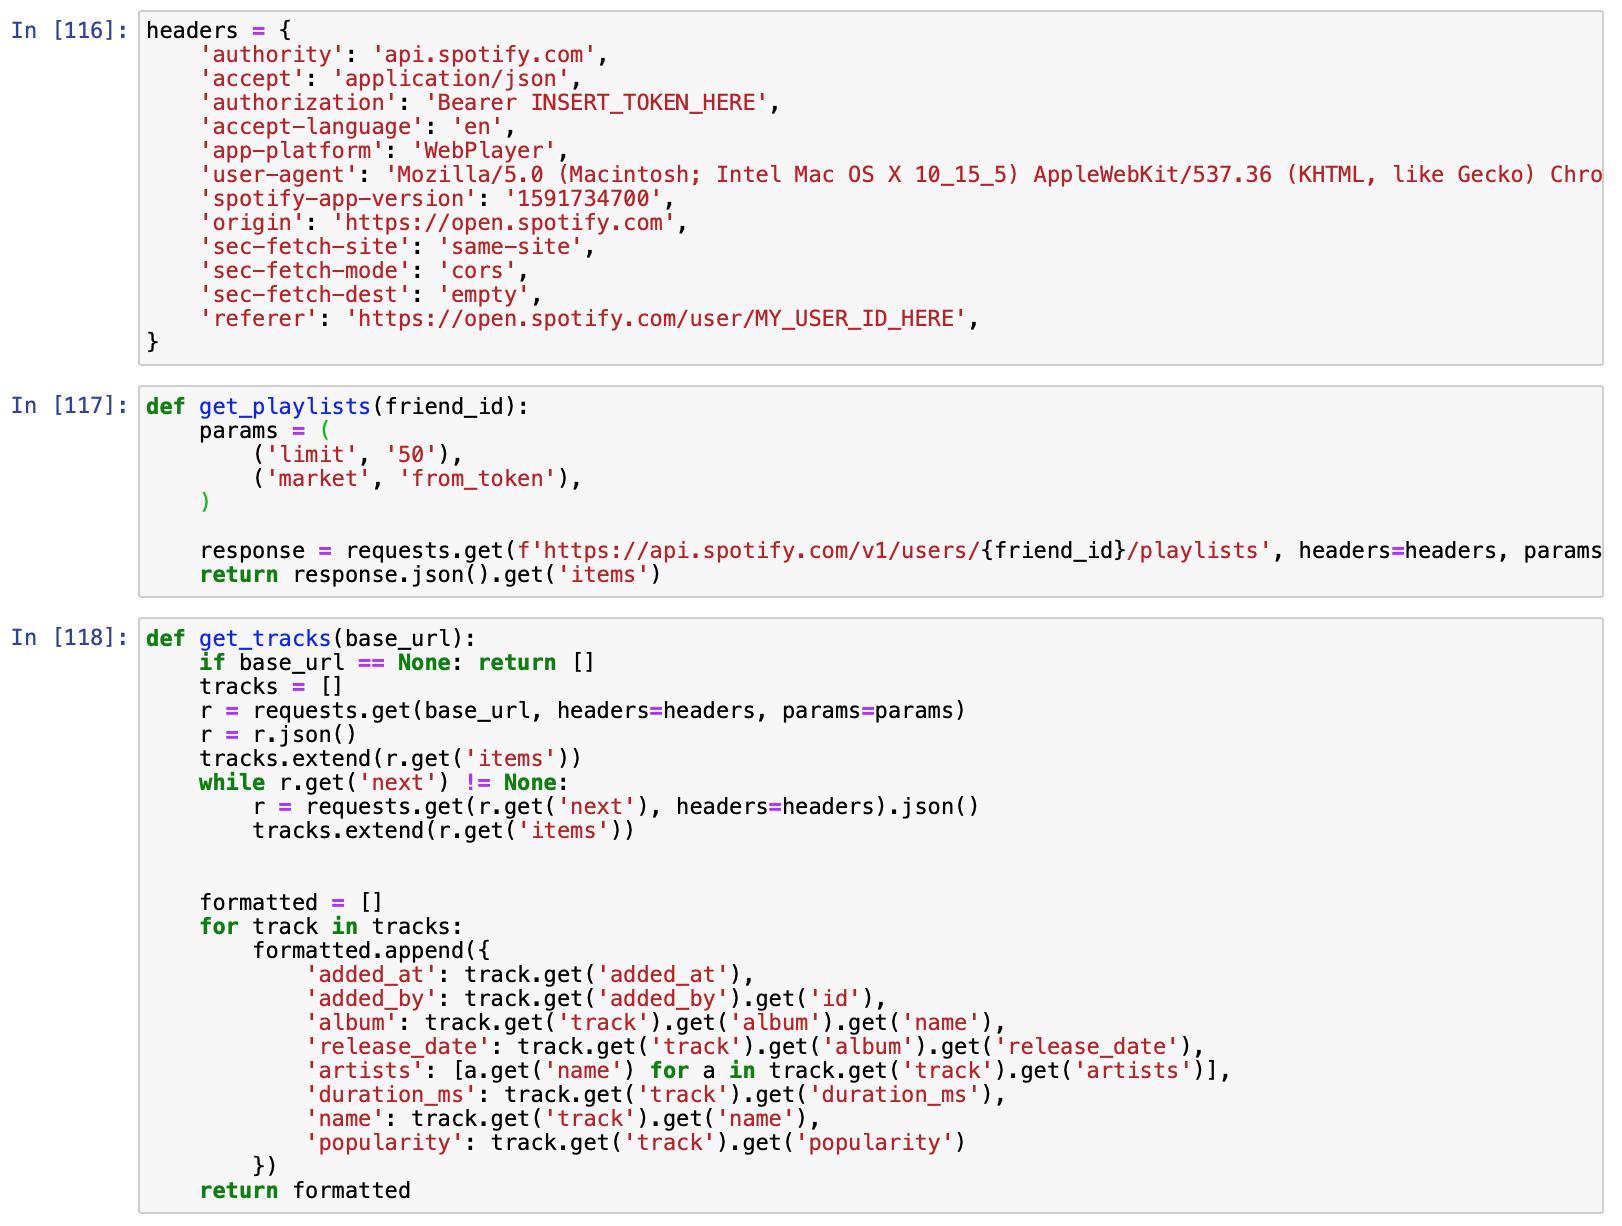 In [116]: headers = {
    'authority': 'api.spotify.com',
    'accept': 'application/json',
    'authorization': 'Bearer INSERT_TOKEN_HERE',
    'accept-language': 'en',
    'app-platform': 'WebPlayer',
    'user-agent': 'Mozilla/5.0 (Macintosh; Intel Mac OS X 10_15_5) AppleWebKit/537.36 (KHTML, like Gecko) Chro
    'spotify-app-version': '1591734700',
    'origin': 'https://open.spotify.com',
    'sec-fetch-site': 'same-site',
    'sec-fetch-mode': 'cors',
    'sec-fetch-dest': 'empty',
    'referer': 'https://open.spotify.com/user/MY_USER_ID_HERE',
}
In [117]: def get_playlists(friend_id):
    params = (
        ('limit', '50'),
        ('market', 'from_token'),
    )
    response = requests.get(f'https://api.spotify.com/v1/users/{friend_id}/playlists', headers=headers, params
    return response.json().get('items')
In [118]: def get_tracks(base_url):
    if base_url == None: return []
    tracks = []
    r = requests.get(base_url, headers=headers, params=params)
    r = r.json()
    tracks.extend(r.get('items'))
    while r.get('next') != None:
        r = requests.get(r.get('next'), headers=headers).json()
        tracks.extend(r.get('items'))
    formatted = []
    for track in tracks:
        formatted.append({
            'added_at': track.get('added_at'),
            'added_by': track.get('added_by').get('id'),
            'album': track.get('track').get('album').get('name'),
            'release_date': track.get('track').get('album').get('release_date'),
            'artists': [a.get('name') for a in track.get('track').get('artists')],
            'duration_ms': track.get('track').get('duration_ms'),
            'name': track.get('track').get('name'),
            'popularity': track.get('track').get('popularity')
        })
    return formatted